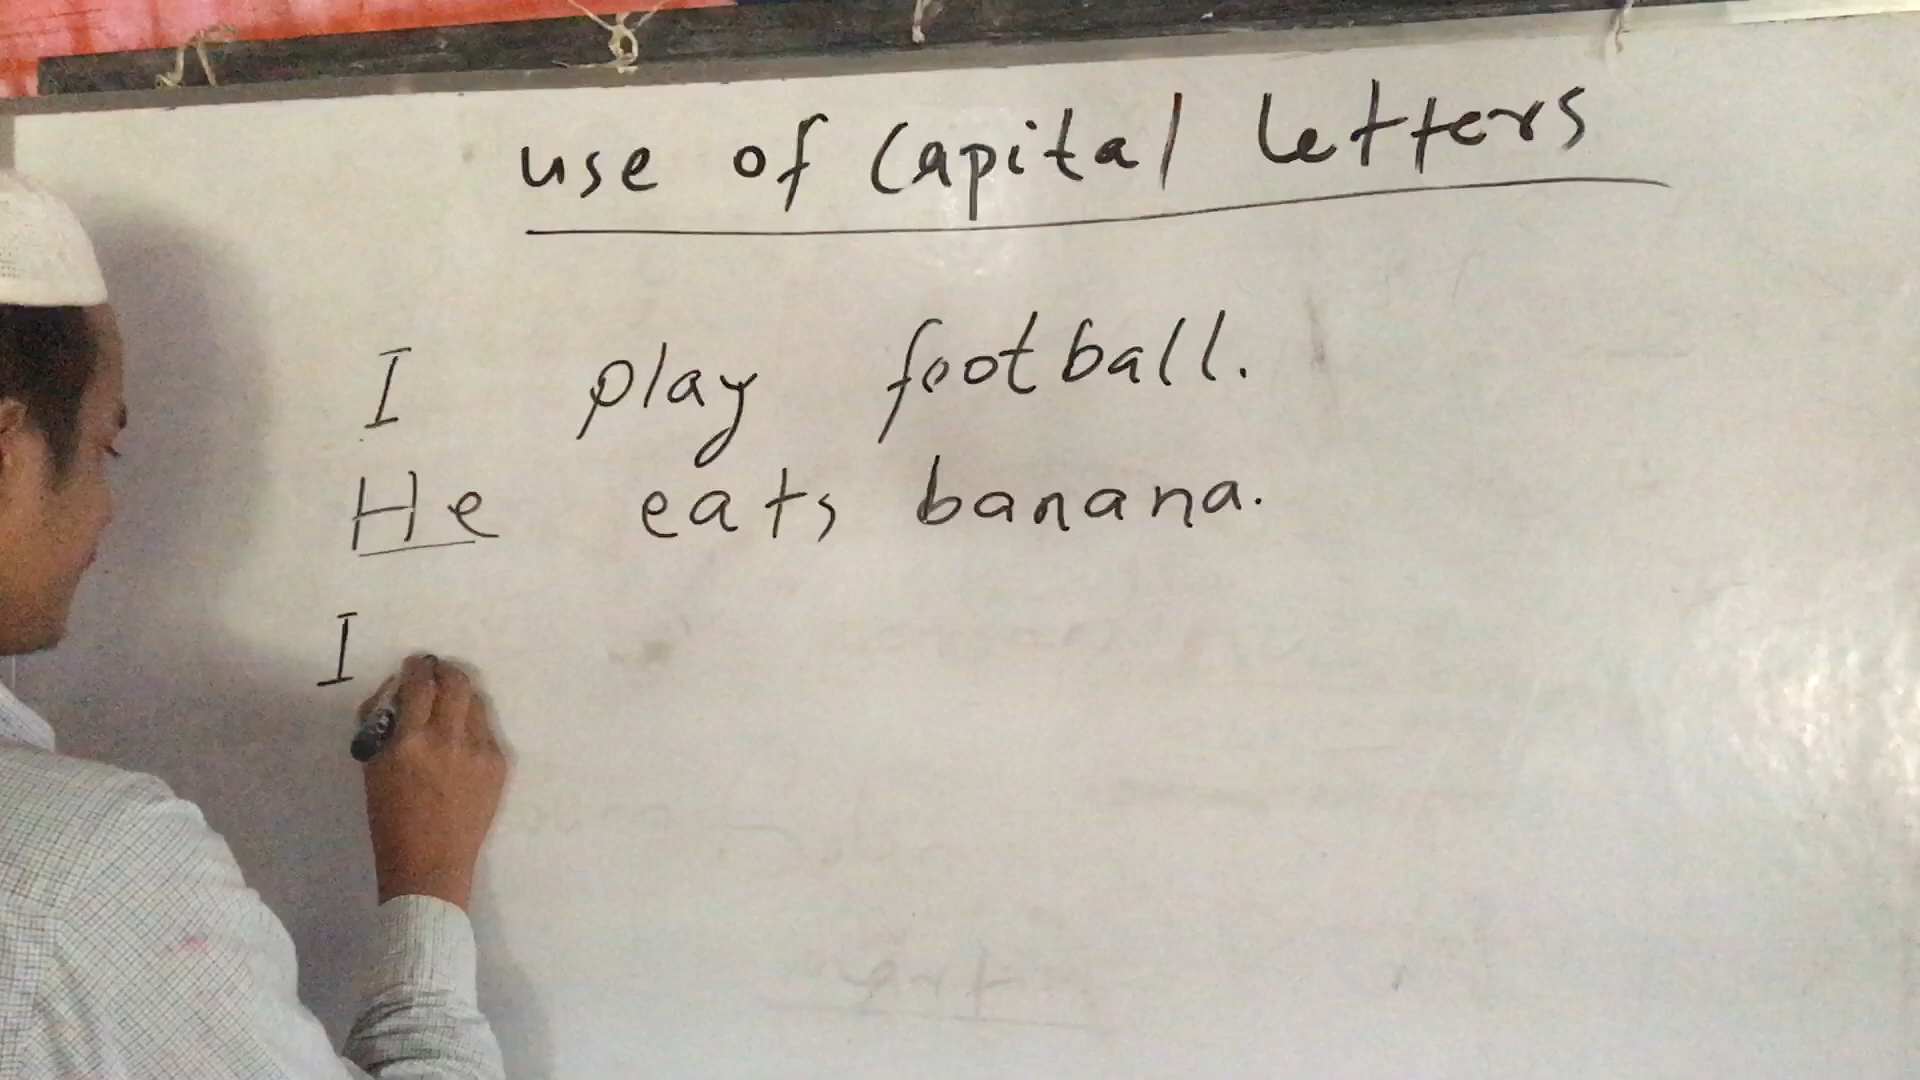 use of Capital letters
I play football.
He eats banana.
I